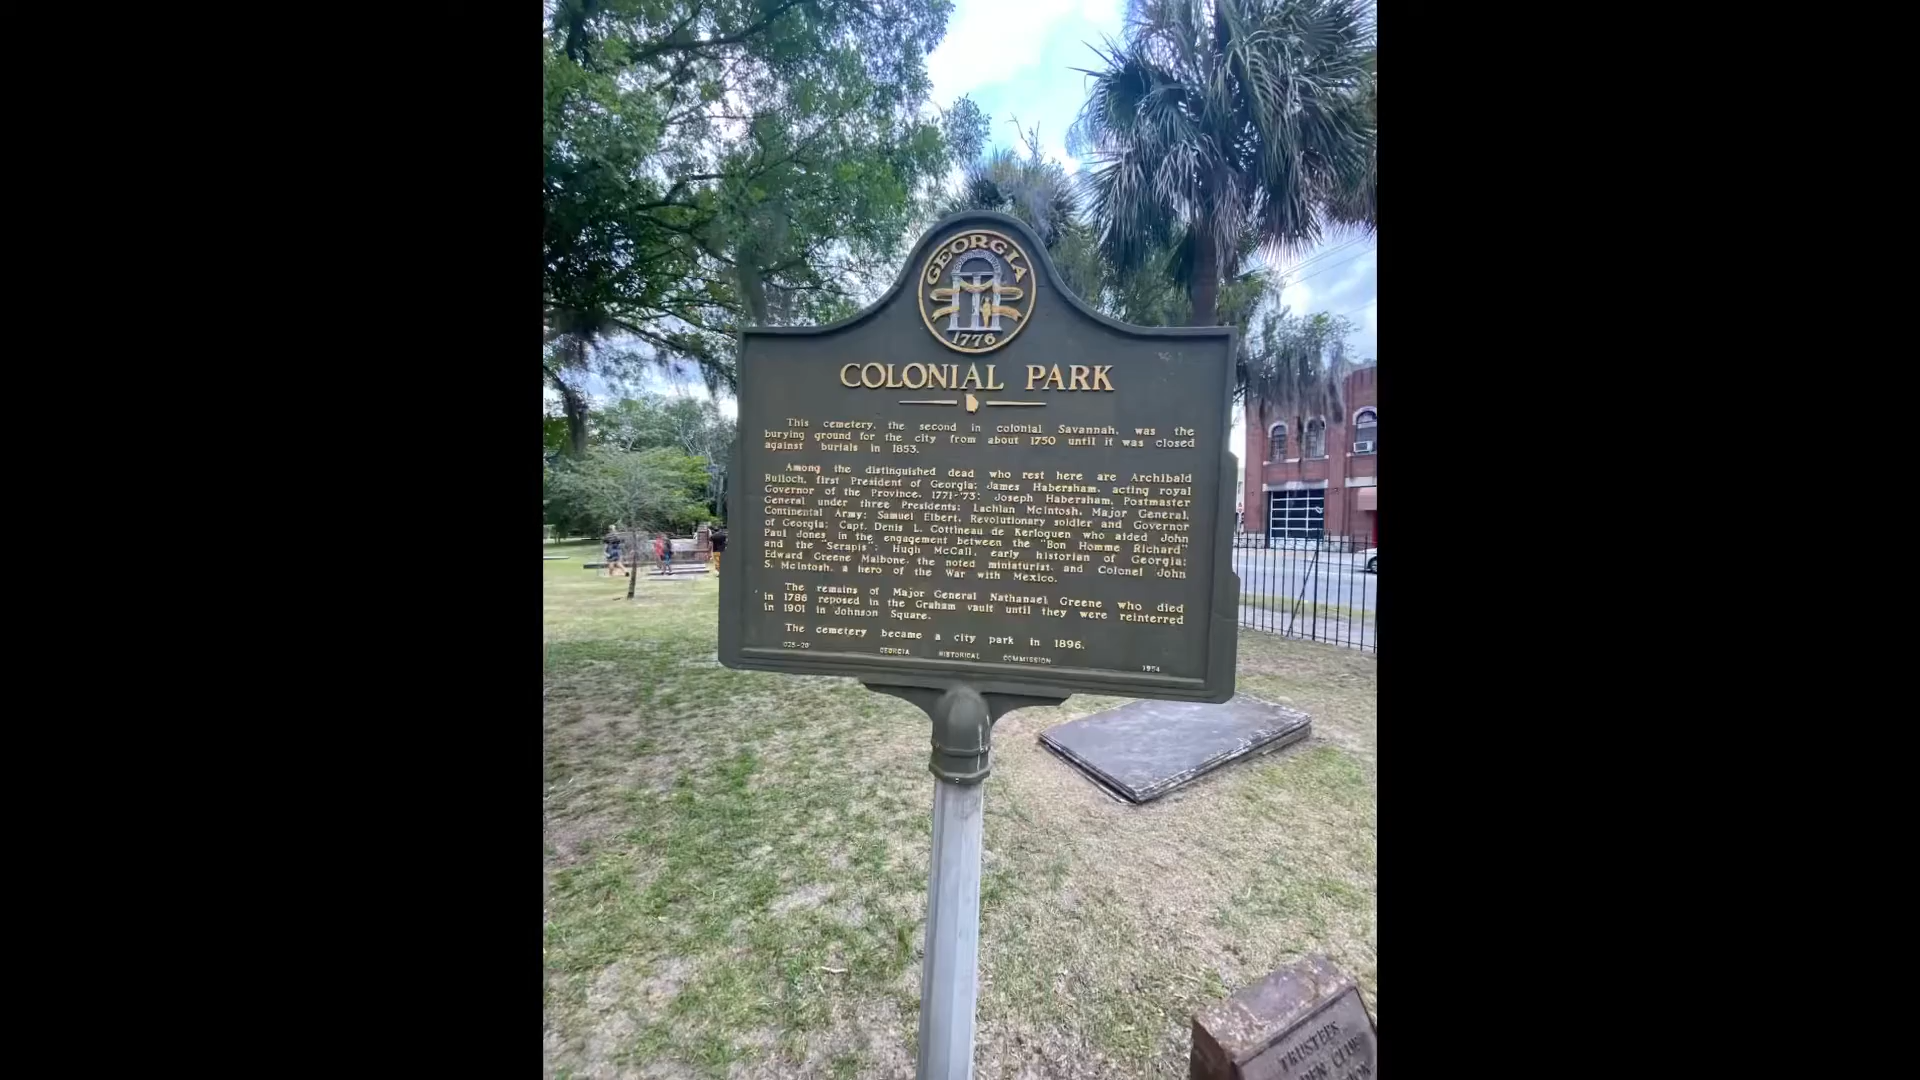 GEORGIA
1776
COLONIAL PARK
This cemetery, the second in colonial Savannah, was the
burying ground for the city from about 1750 until it was closed
against burials in 1853.
Among the distinguished dead who rest here are Archibald
Bulloch, first President of Georgia; James Habersham, acting royal
Governor of the Province, 1771-'73; Joseph Habersham, Postmaster
General under three Presidents; Lachlan McIntosh, Major General,
Continental Army; Samuel Elbert, Revolutionary soldier and Governor
of Georgia; Capt. Denis L. Cottineau de Kerloguen who aided John
Paul Jones in the engagement between the "Bon Homme Richard"
and the "Serapis"; Hugh McCall, early historian of Georgia;
Edward Greene Malbone, the noted miniaturist, and Colonel John
S. McIntosh, a hero of the War with Mexico.
The remains of Major General Nathanael Greene who died
in 1786 reposed in the Graham vault until they were reinterred
in 1901 in Johnson Square.
The cemetery became a city park in 1896.
025-20 GEORGIA HISTORICAL COMMISSION 1954
TRUSTEES
CLUB